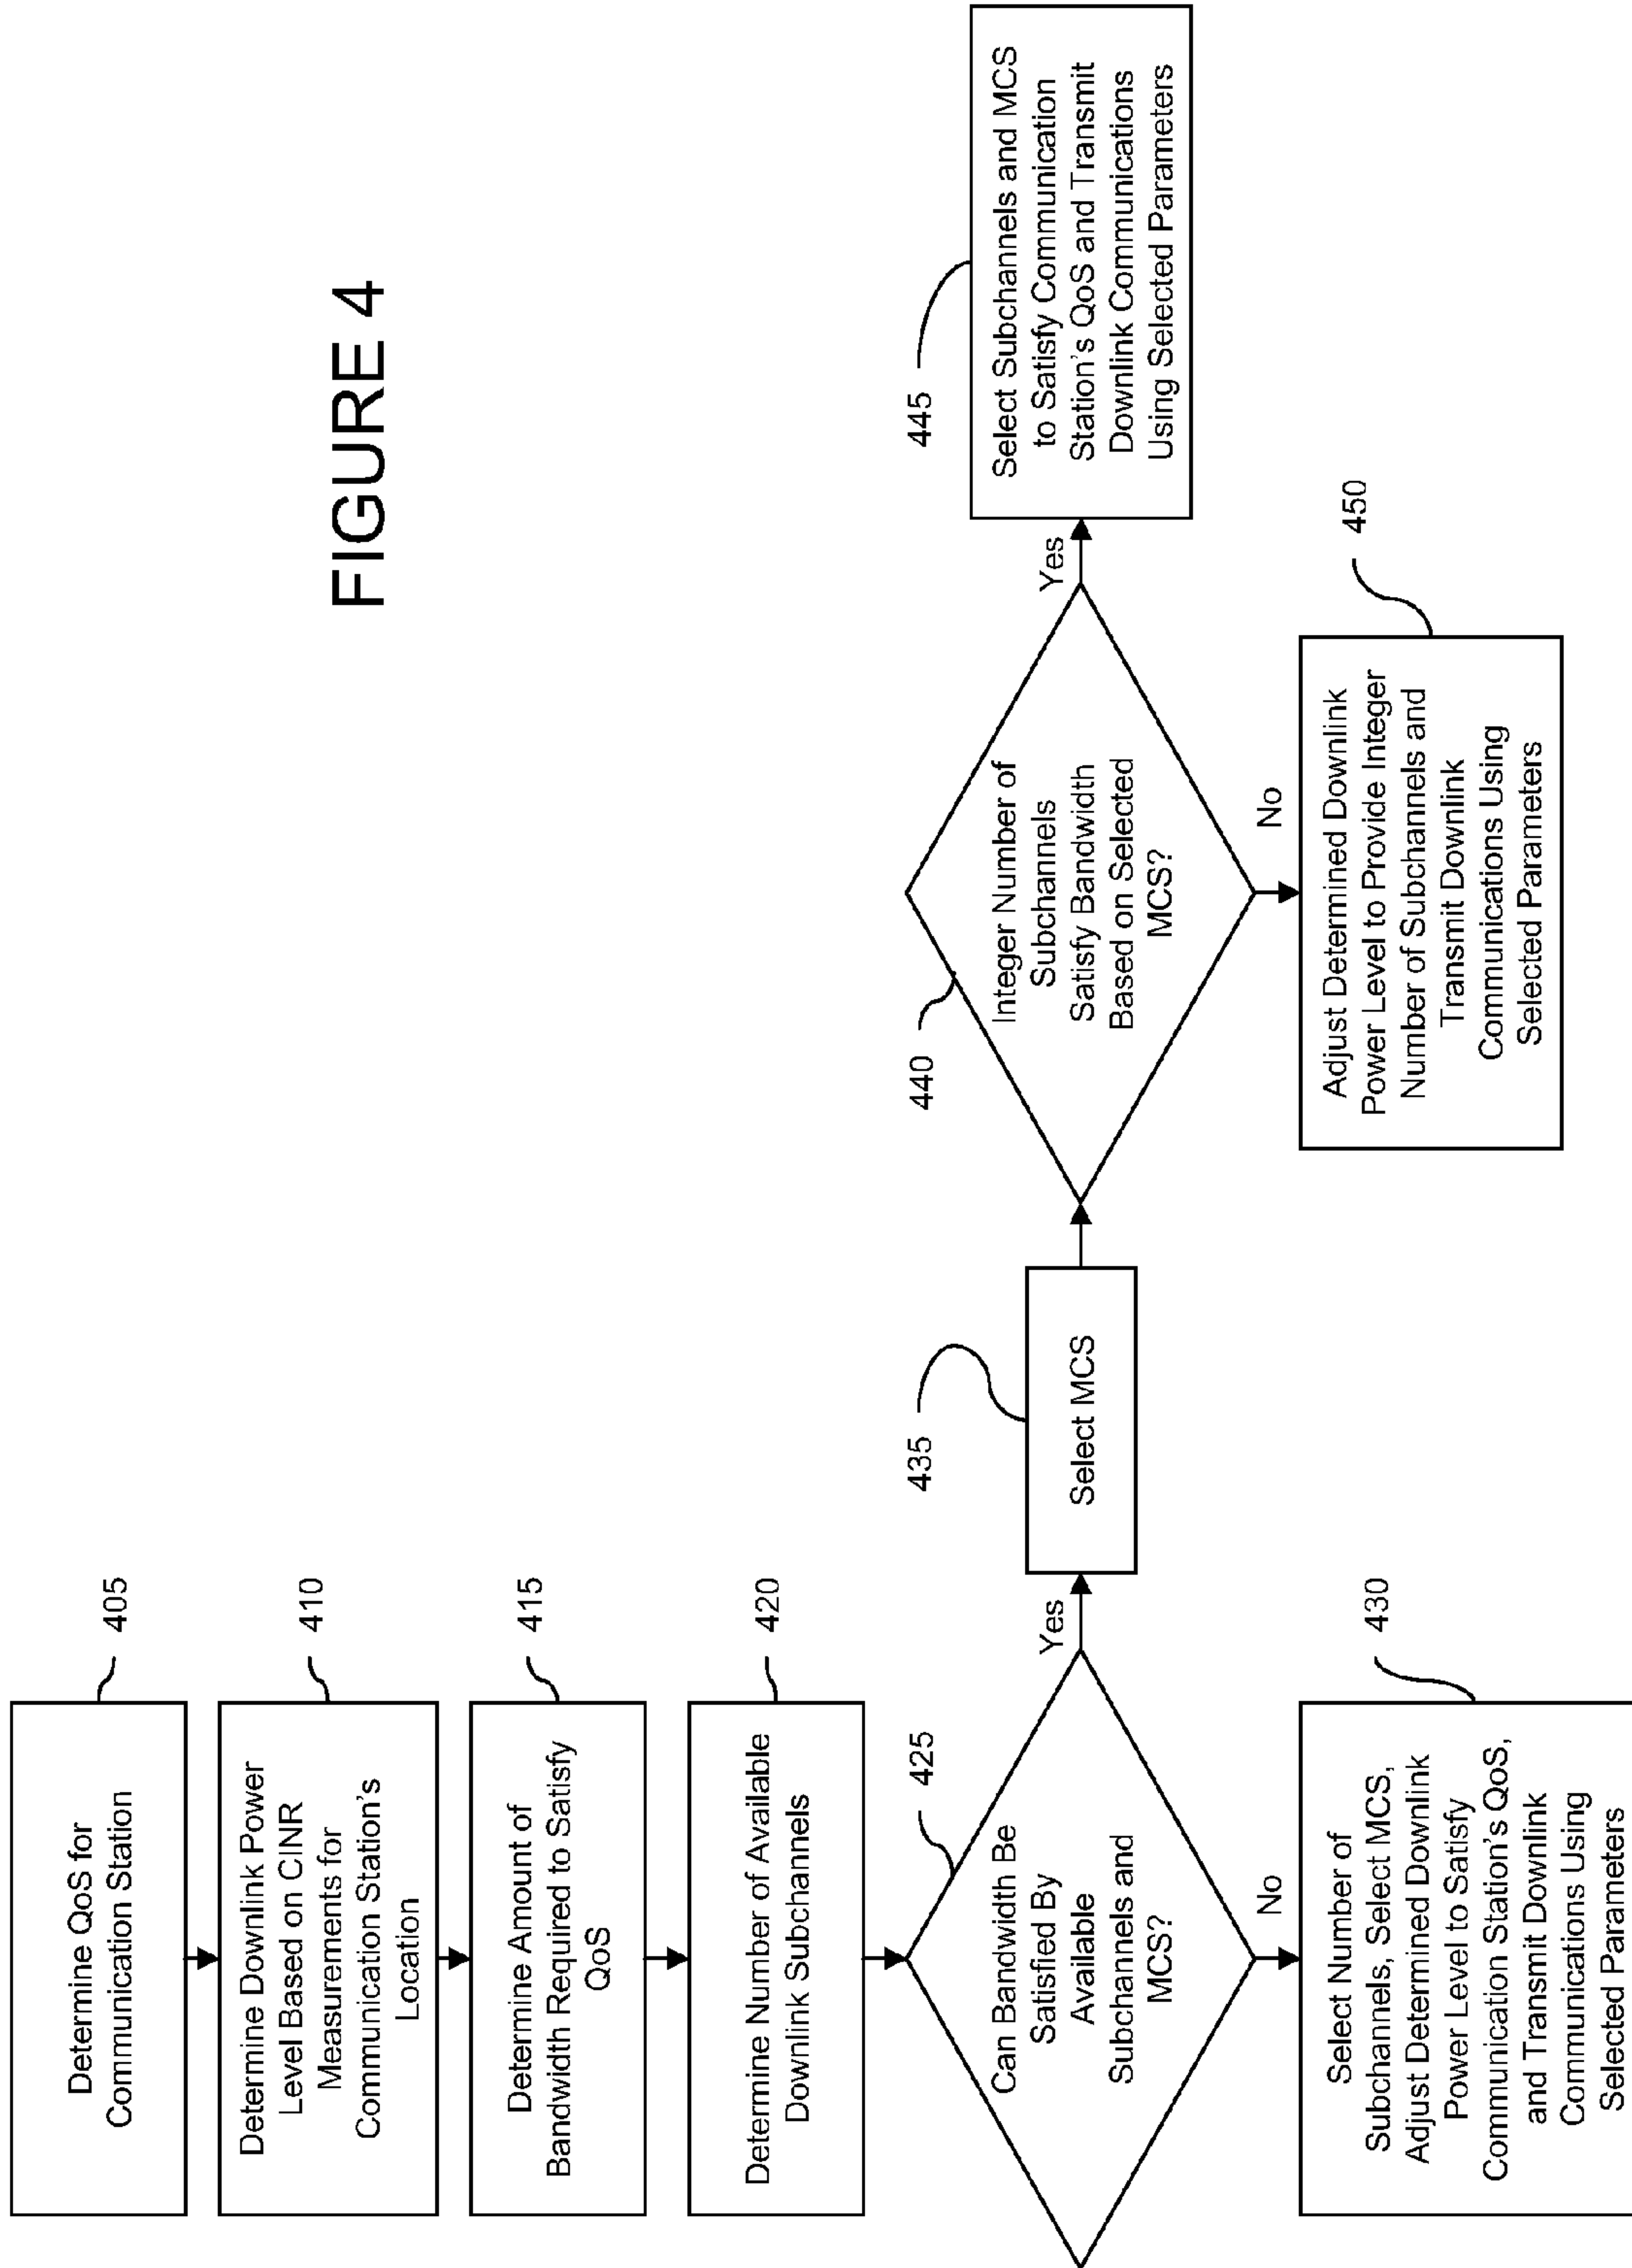 FIGURE 4
Determine QoS for
Communication Station
405
Determine Downlink Power
Level Based on CINR
Measurements for
Communication Station's
Location
410
Determine Amount of
Bandwidth Required to Satisfy
QoS
415
Determine Number of Available
Downlink Subchannels
420
Can Bandwidth Be
Satisfied By
Available
Subchannels and
MCS?
425
Yes
No
Select Number of
Subchannels, Select MCS,
Adjust Determined Downlink
Power Level to Satisfy
Communication Station's QoS,
and Transmit Downlink
Communications Using
Selected Parameters
430
435
Select MCS
440
Integer Number of
Subchannels
Satisfy Bandwidth
Based on Selected
MCS?
Yes
No
445
Select Subchannels and MCS
to Satisfy Communication
Station's QoS and Transmit
Downlink Communications
Using Selected Parameters
450
Adjust Determined Downlink
Power Level to Provide Integer
Number of Subchannels and
Transmit Downlink
Communications Using
Selected Parameters